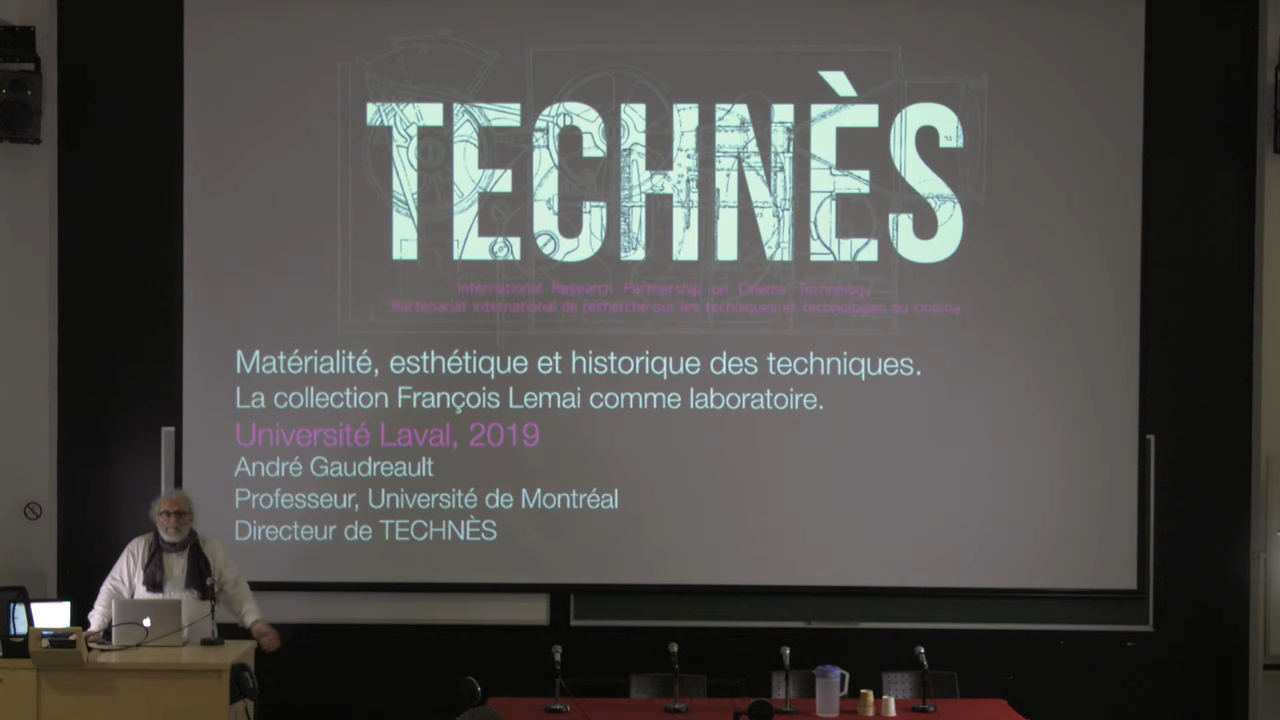 TECHNÈS
International Research Partnership on Cinema Technology
Partenariat international de recherche sur les techniques et technologies du cinéma
Matérialité, esthétique et historique des techniques.
La collection François Lemai comme laboratoire.
Université Laval, 2019
André Gaudreault
Professeur, Université de Montréal
Directeur de TECHNÈS